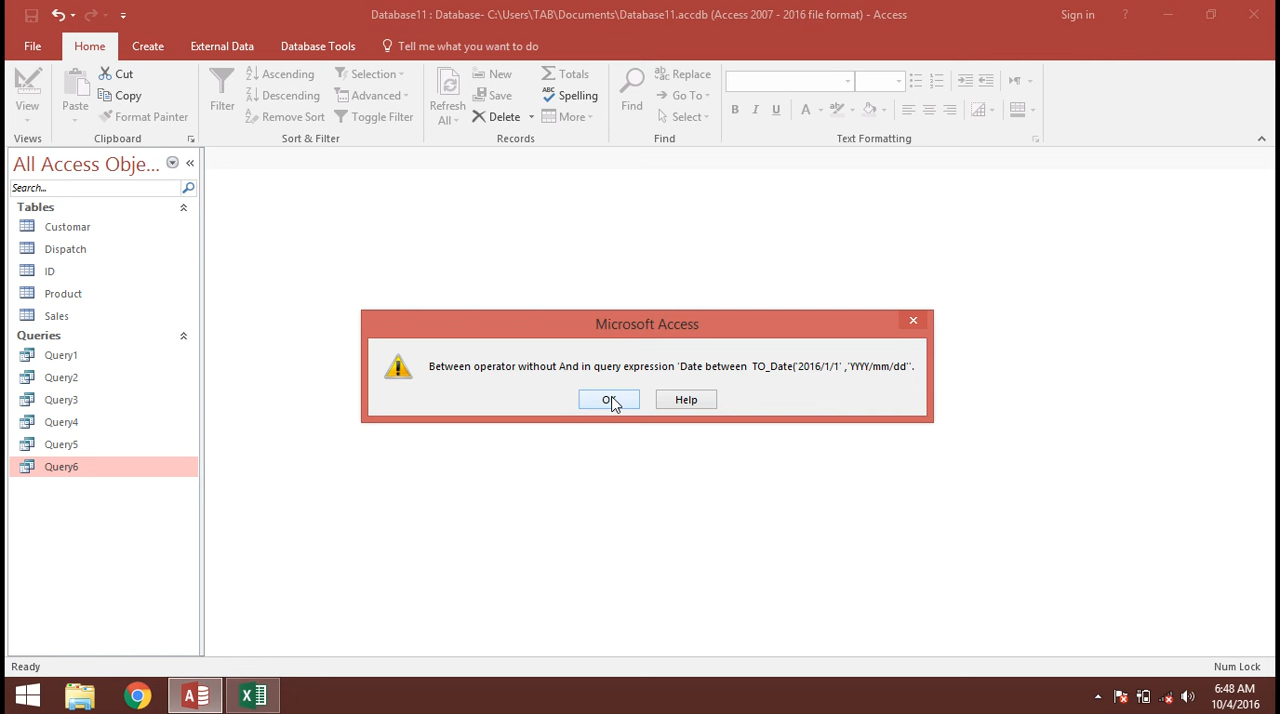 Database11 : Database- C:\Users\TAB\Documents\Database11.accdb (Access 2007 - 2016 file format) - Access
Sign in
?
File
Home
Create
External Data
Database Tools
Tell me what you want to do
View
Views
Paste
Cut
Copy
Format Painter
Clipboard
Filter
Ascending
Descending
Remove Sort
Selection
Advanced
Toggle Filter
Sort & Filter
Refresh
All
New
Save
Delete
Totals
Spelling
More
Records
Find
Replace
Go To
Select
Find
B I U
A
Text Formatting
All Access Obje...
Search...
Tables
Customar
Dispatch
ID
Product
Sales
Queries
Query1
Query2
Query3
Query4
Query5
Query6
Microsoft Access
Between operator without And in query expression 'Date between  TO_Date('2016/1/1' ,'YYYY/mm/dd''.
OK
Help
Ready
Num Lock
6:48 AM
10/4/2016